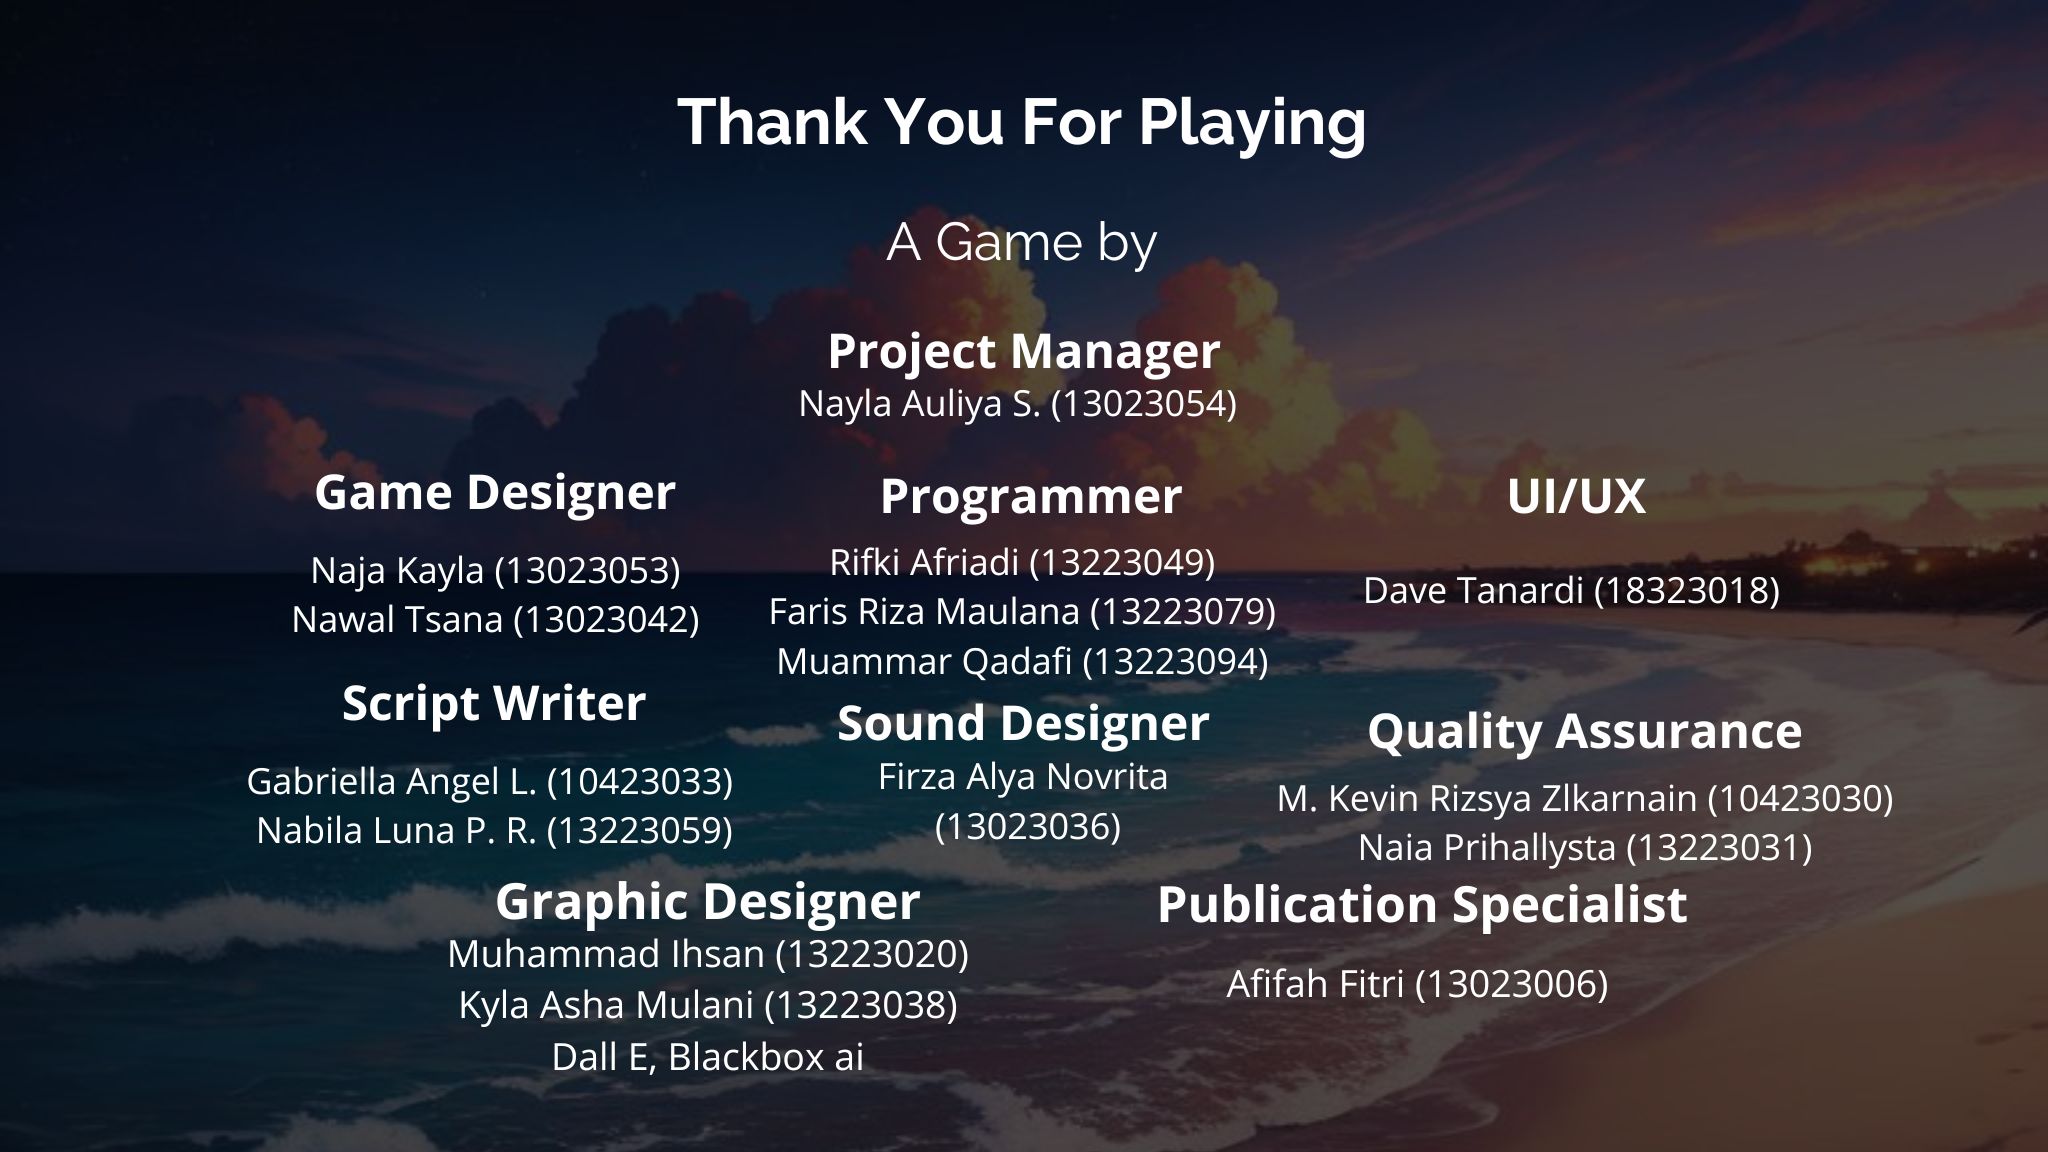 Thank You For Playing
A Game by
Project Manager
Nayla Auliya S. (13023054)
Game Designer
Naja Kayla (13023053)
Nawal Tsana (13023042)
Programmer
Rifki Afriadi (13223049)
Faris Riza Maulana (13223079)
Muammar Qadafi (13223094)
UI/UX
Dave Tanardi (18323018)
Script Writer
Gabriella Angel L. (10423033)
Nabila Luna P. R. (13223059)
Sound Designer
Firza Alya Novrita
(13023036)
Quality Assurance
M. Kevin Rizsya Zlkarnain (10423030)
Naia Prihallysta (13223031)
Graphic Designer
Muhammad Ihsan (13223020)
Kyla Asha Mulani (13223038)
Dall E, Blackbox ai
Publication Specialist
Afifah Fitri (13023006)